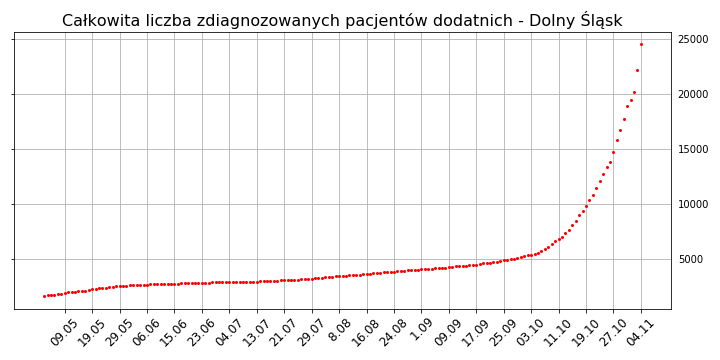 Całkowita liczba zdiagnozowanych pacjentów dodatnich - Dolny Śląsk
25000
20000
15000
10000
5000
09.05 19.05 29.05 06.06 15.06 23.06 04.07 13.07 21.07 29.07 8.08 16.08 24.08 1.09 09.09 17.09 25.09 03.10 11.10 19.10 27.10 04.11